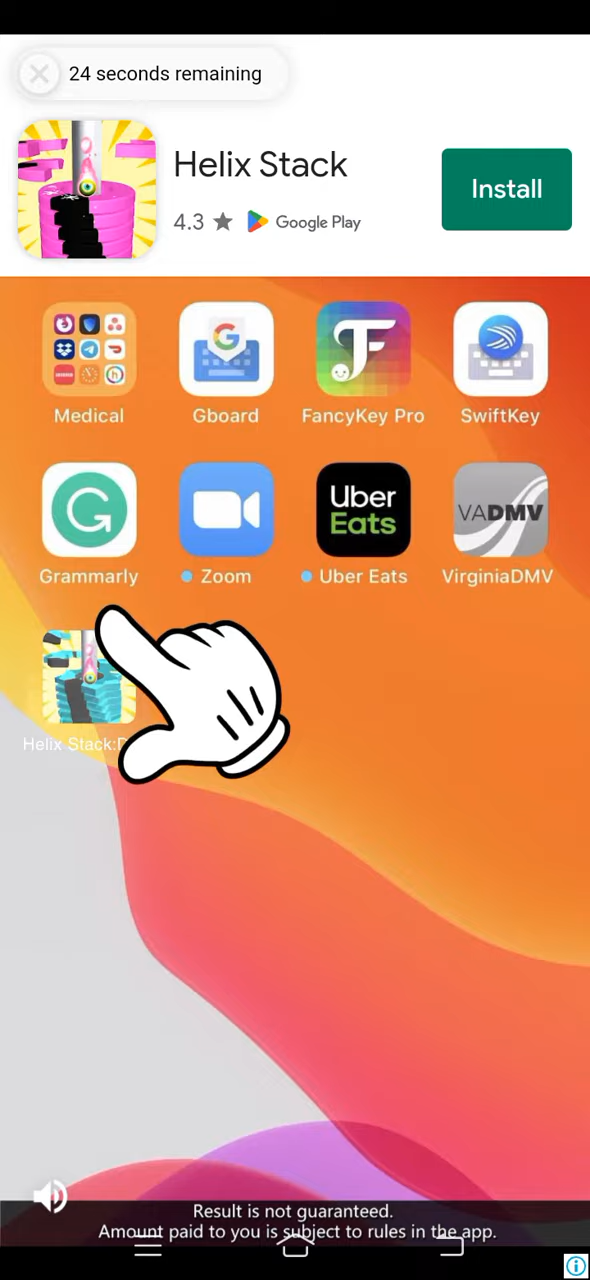 24 seconds remaining
Helix Stack
4.3 ★ Google Play
Install
Medical
Gboard
FancyKey Pro
SwiftKey
Uber
Eats
VADMV
Grammarly
Zoom
Uber Eats
VirginiaDMV
Helix Stack:
Result is not guaranteed.
Amount paid to you is subject to rules in the app.